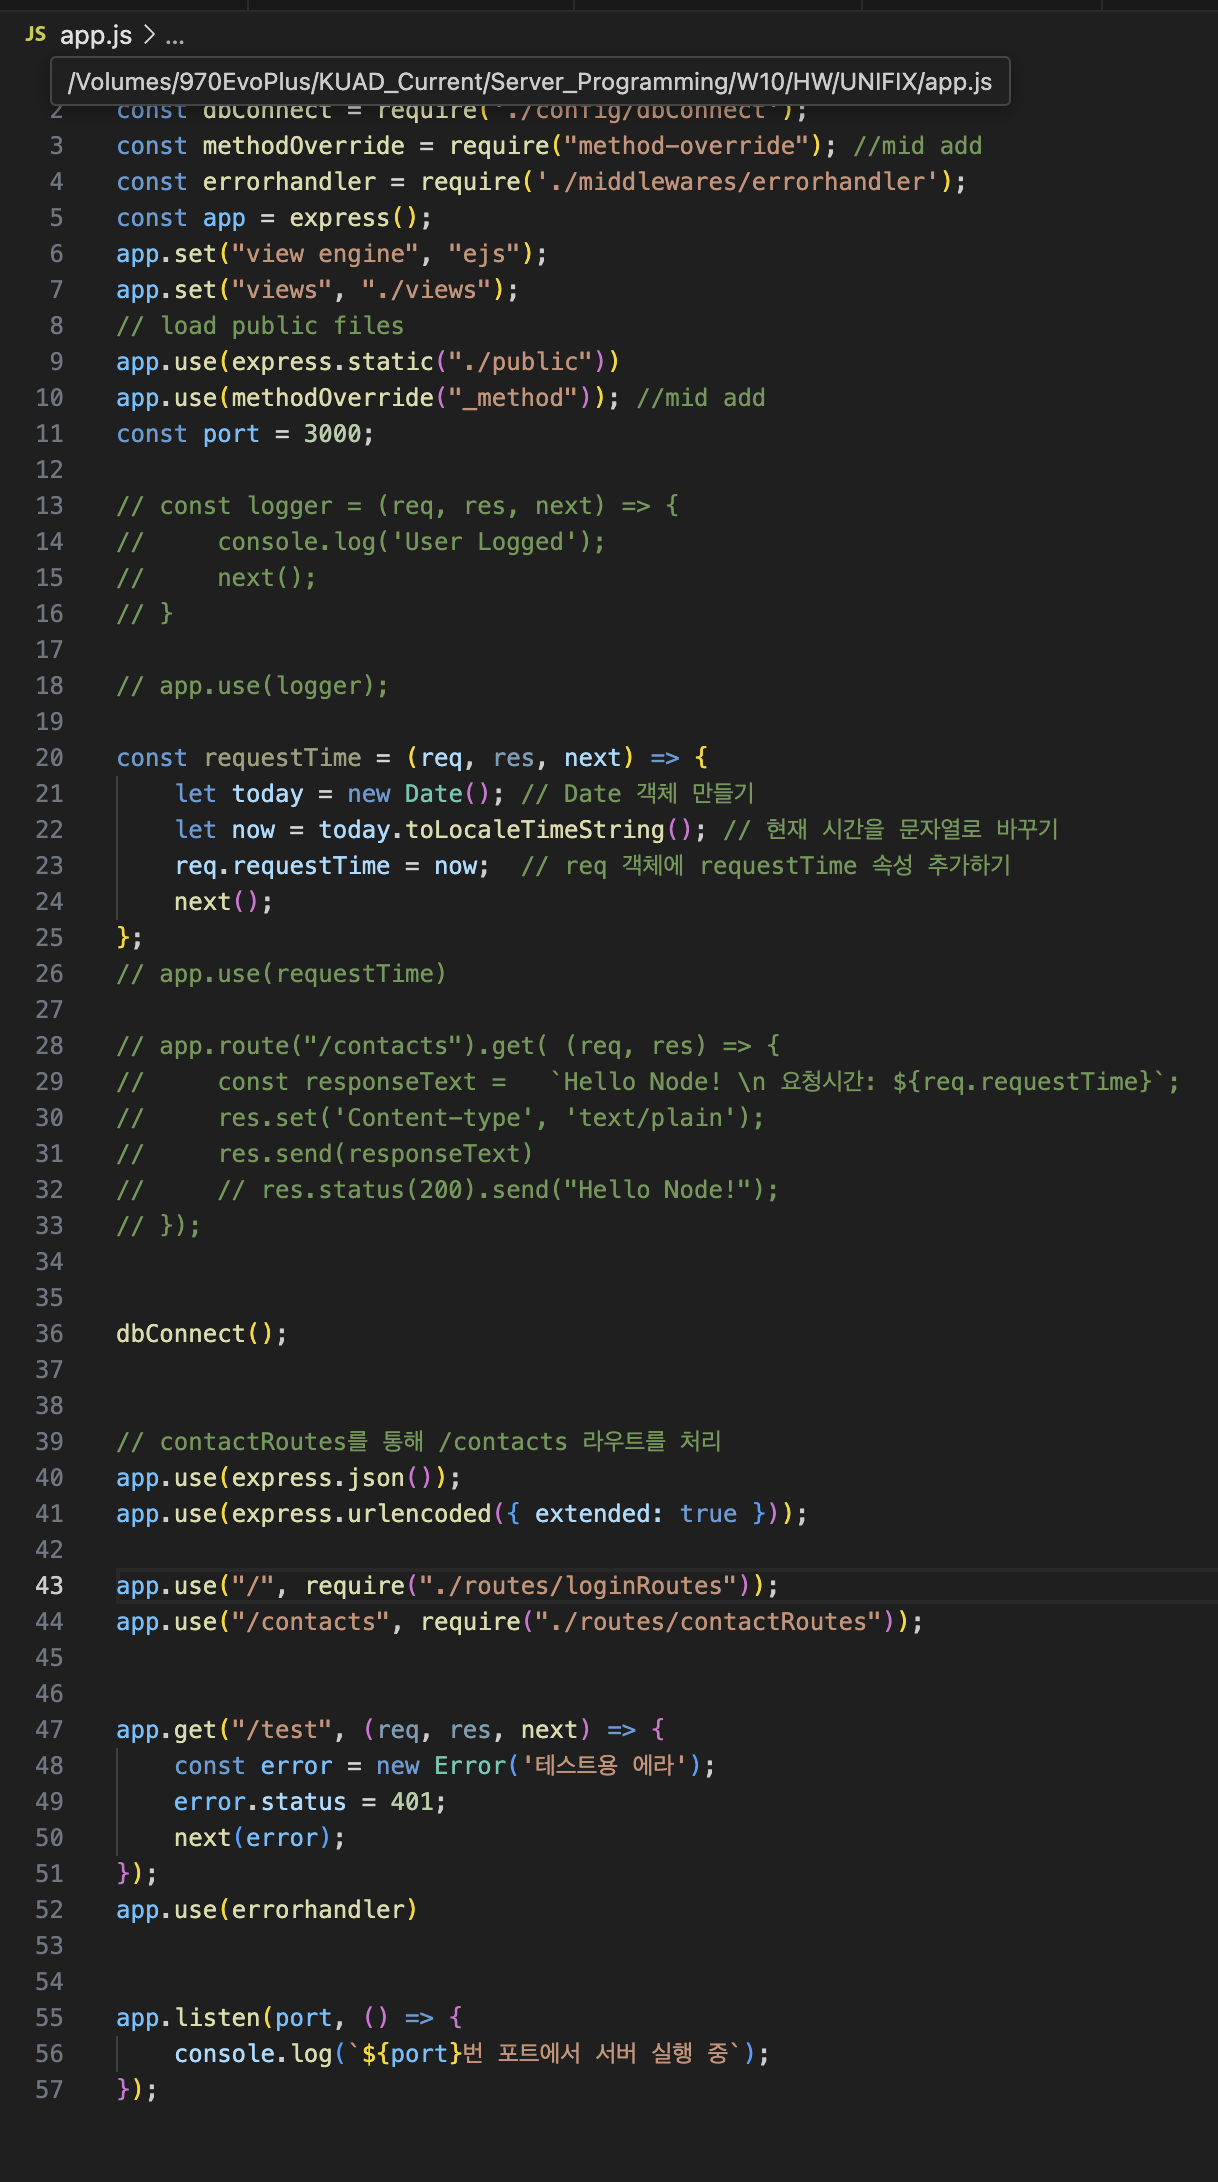 JS app.js > ...
/Volumes/970EvoPlus/KUAD_Current/Server_Programming/W10/HW/UNIFIX/app.js
2 const dbConnect = require('./config/dbConnect');
3 const methodOverride = require("method-override"); //mid add
4 const errorhandler = require('./middlewares/errorhandler');
5 const app = express();
6 app.set("view engine", "ejs");
7 app.set("views", "./views");
8 // load public files
9 app.use(express.static("./public"))
10 app.use(methodOverride("_method")); //mid add
11 const port = 3000;
12
13 // const logger = (req, res, next) => {
14 //     console.log('User Logged');
15 //     next();
16 // }
17
18 // app.use(logger);
19
20 const requestTime = (req, res, next) => {
21     let today = new Date(); // Date 객체 만들기
22     let now = today.toLocaleTimeString(); // 현재 시간을 문자열로 바꾸기
23     req.requestTime = now;  // req 객체에 requestTime 속성 추가하기
24     next();
25 };
26 // app.use(requestTime)
27
28 // app.route("/contacts").get( (req, res) => {
29 //     const responseText =   `Hello Node! \n 요청시간: ${req.requestTime}`;
30 //     res.set('Content-type', 'text/plain');
31 //     res.send(responseText)
32 //     // res.status(200).send("Hello Node!");
33 // });
34
35
36 dbConnect();
37
38
39 // contactRoutes를 통해 /contacts 라우트를 처리
40 app.use(express.json());
41 app.use(express.urlencoded({ extended: true }));
42
43 app.use("/", require("./routes/loginRoutes"));
44 app.use("/contacts", require("./routes/contactRoutes"));
45
46
47 app.get("/test", (req, res, next) => {
48     const error = new Error('테스트용 에라');
49     error.status = 401;
50     next(error);
51 });
52 app.use(errorhandler)
53
54
55 app.listen(port, () => {
56     console.log(`${port}번 포트에서 서버 실행 중`);
57 });